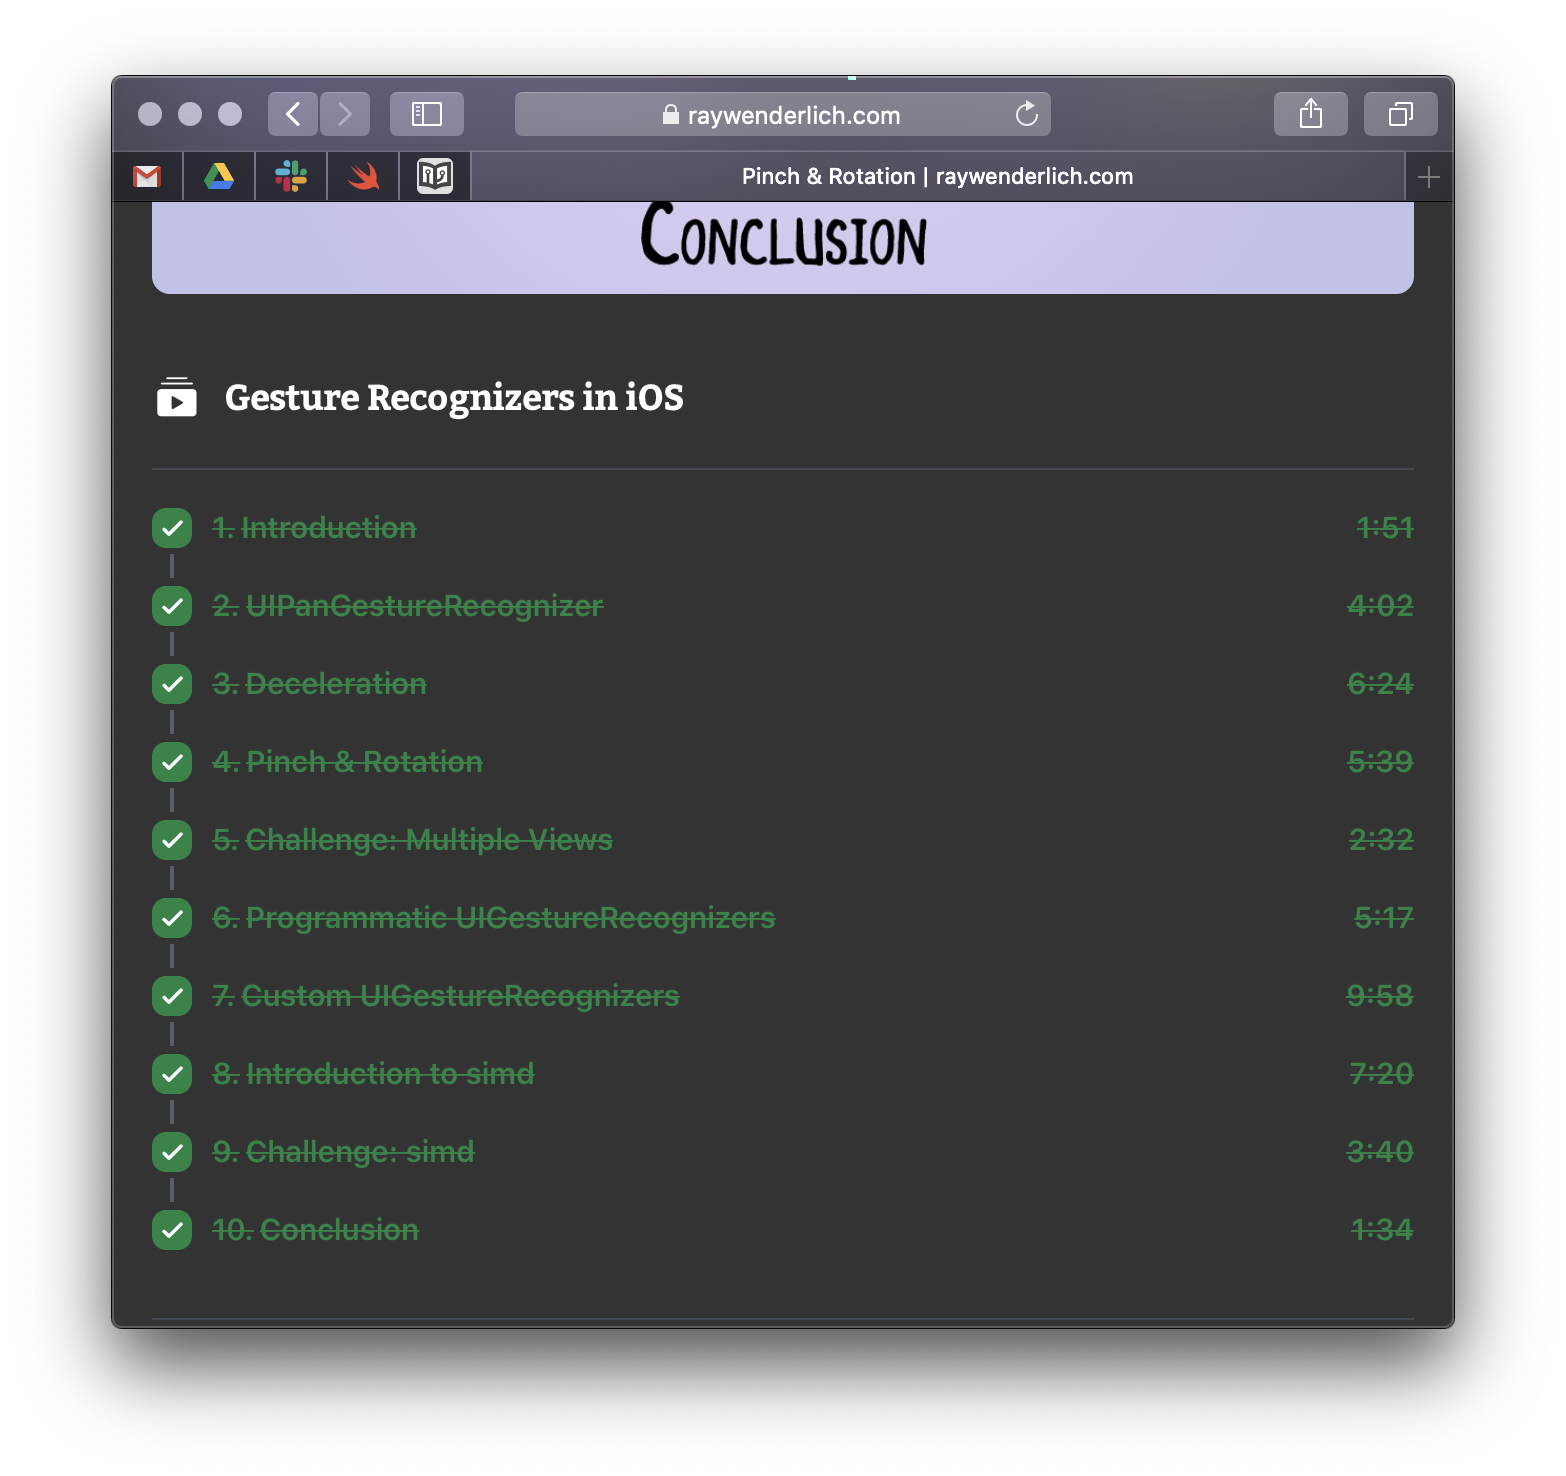 raywenderlich.com
Pinch & Rotation | raywenderlich.com
CONCLUSION
Gesture Recognizers in iOS
1. Introduction 1:51
2. UIPanGestureRecognizer 4:02
3. Deceleration 6:24
4. Pinch & Rotation 5:39
5. Challenge: Multiple Views 2:32
6. Programmatic UIGestureRecognizers 5:17
7. Custom UIGestureRecognizers 9:58
8. Introduction to simd 7:20
9. Challenge: simd 3:40
10. Conclusion 1:34